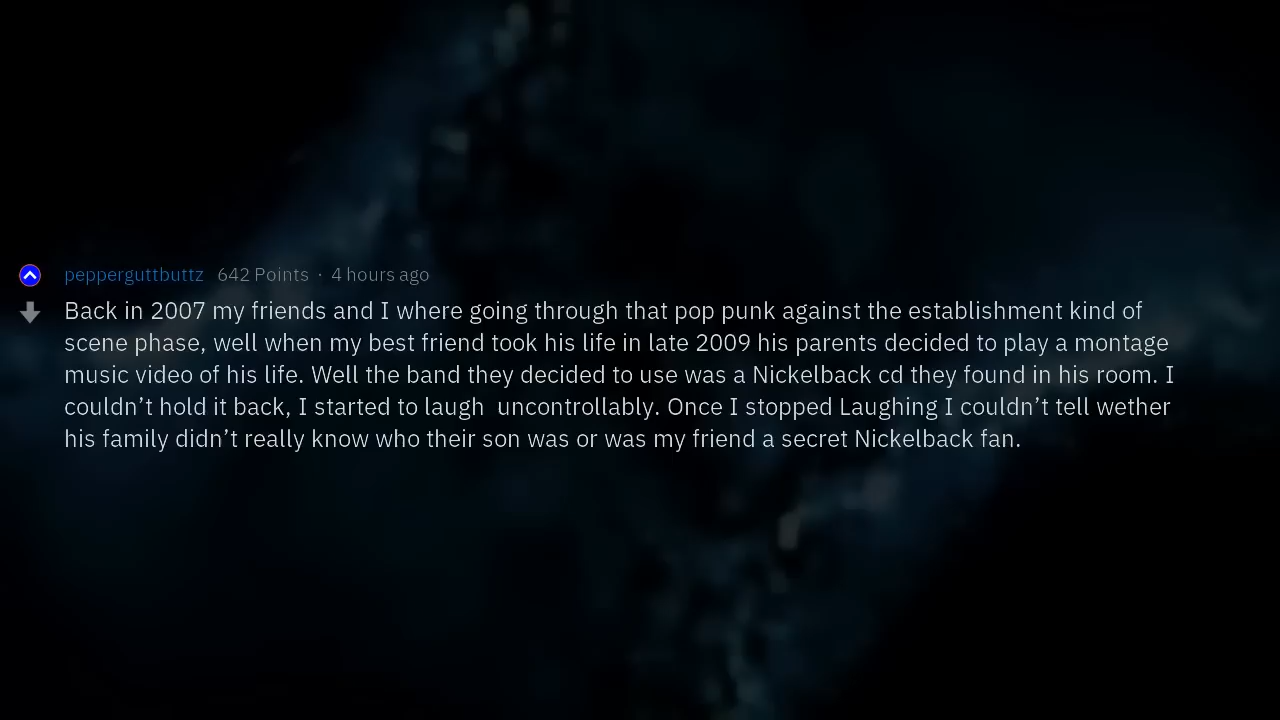 pepperguttbuttz 642 Points · 4 hours ago
Back in 2007 my friends and I where going through that pop punk against the establishment kind of
scene phase, well when my best friend took his life in late 2009 his parents decided to play a montage
music video of his life. Well the band they decided to use was a Nickelback cd they found in his room. I
couldn’t hold it back, I started to laugh  uncontrollably. Once I stopped Laughing I couldn’t tell wether
his family didn’t really know who their son was or was my friend a secret Nickelback fan.